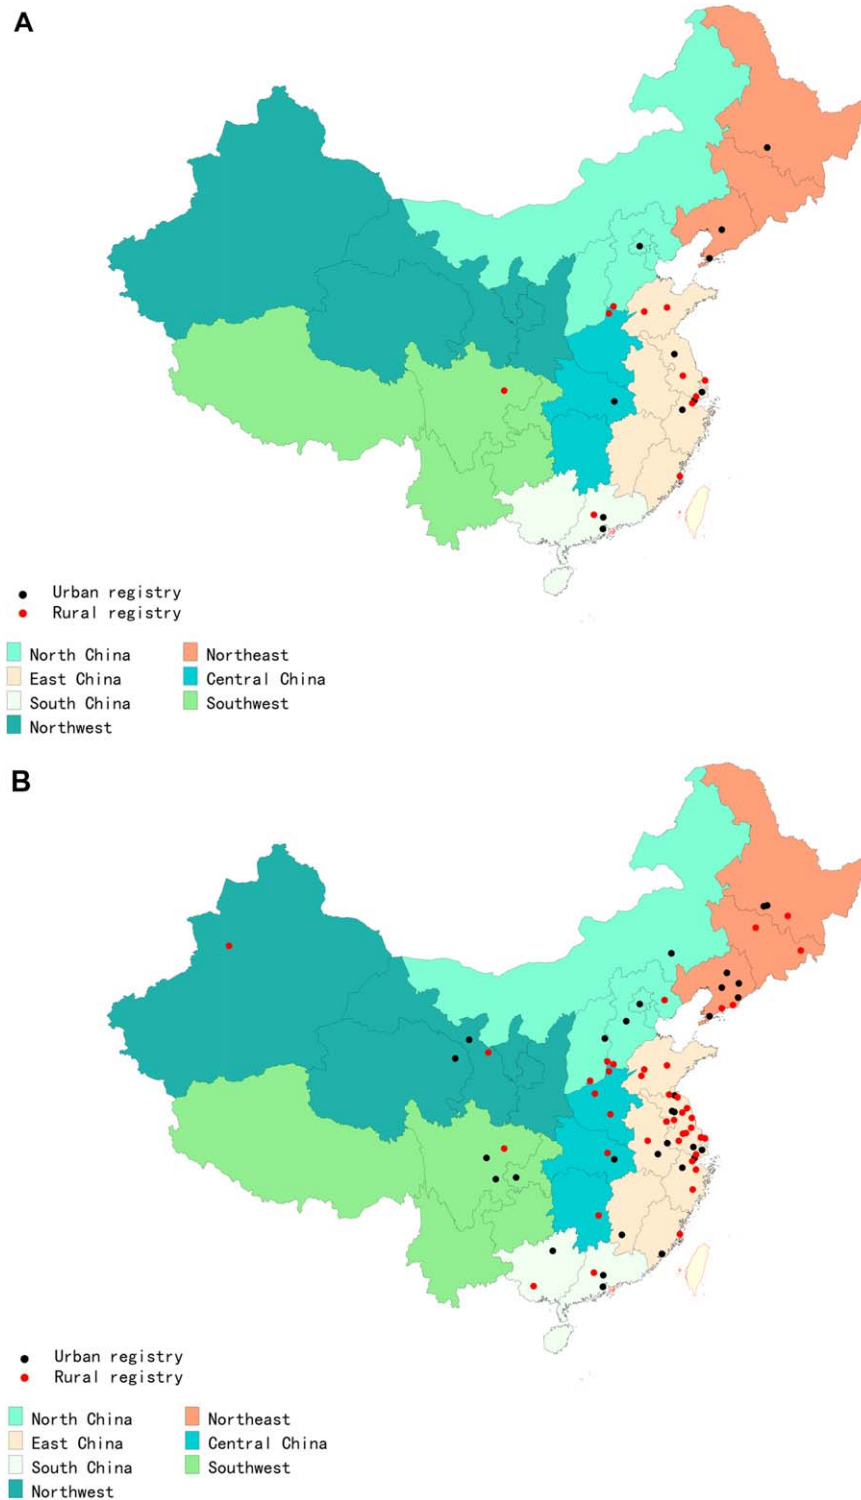 A
Urban registry
Rural registry
North China
Northeast
East China
Central China
South China
Southwest
Northwest
B
Urban registry
Rural registry
North China
Northeast
East China
Central China
South China
Southwest
Northwest